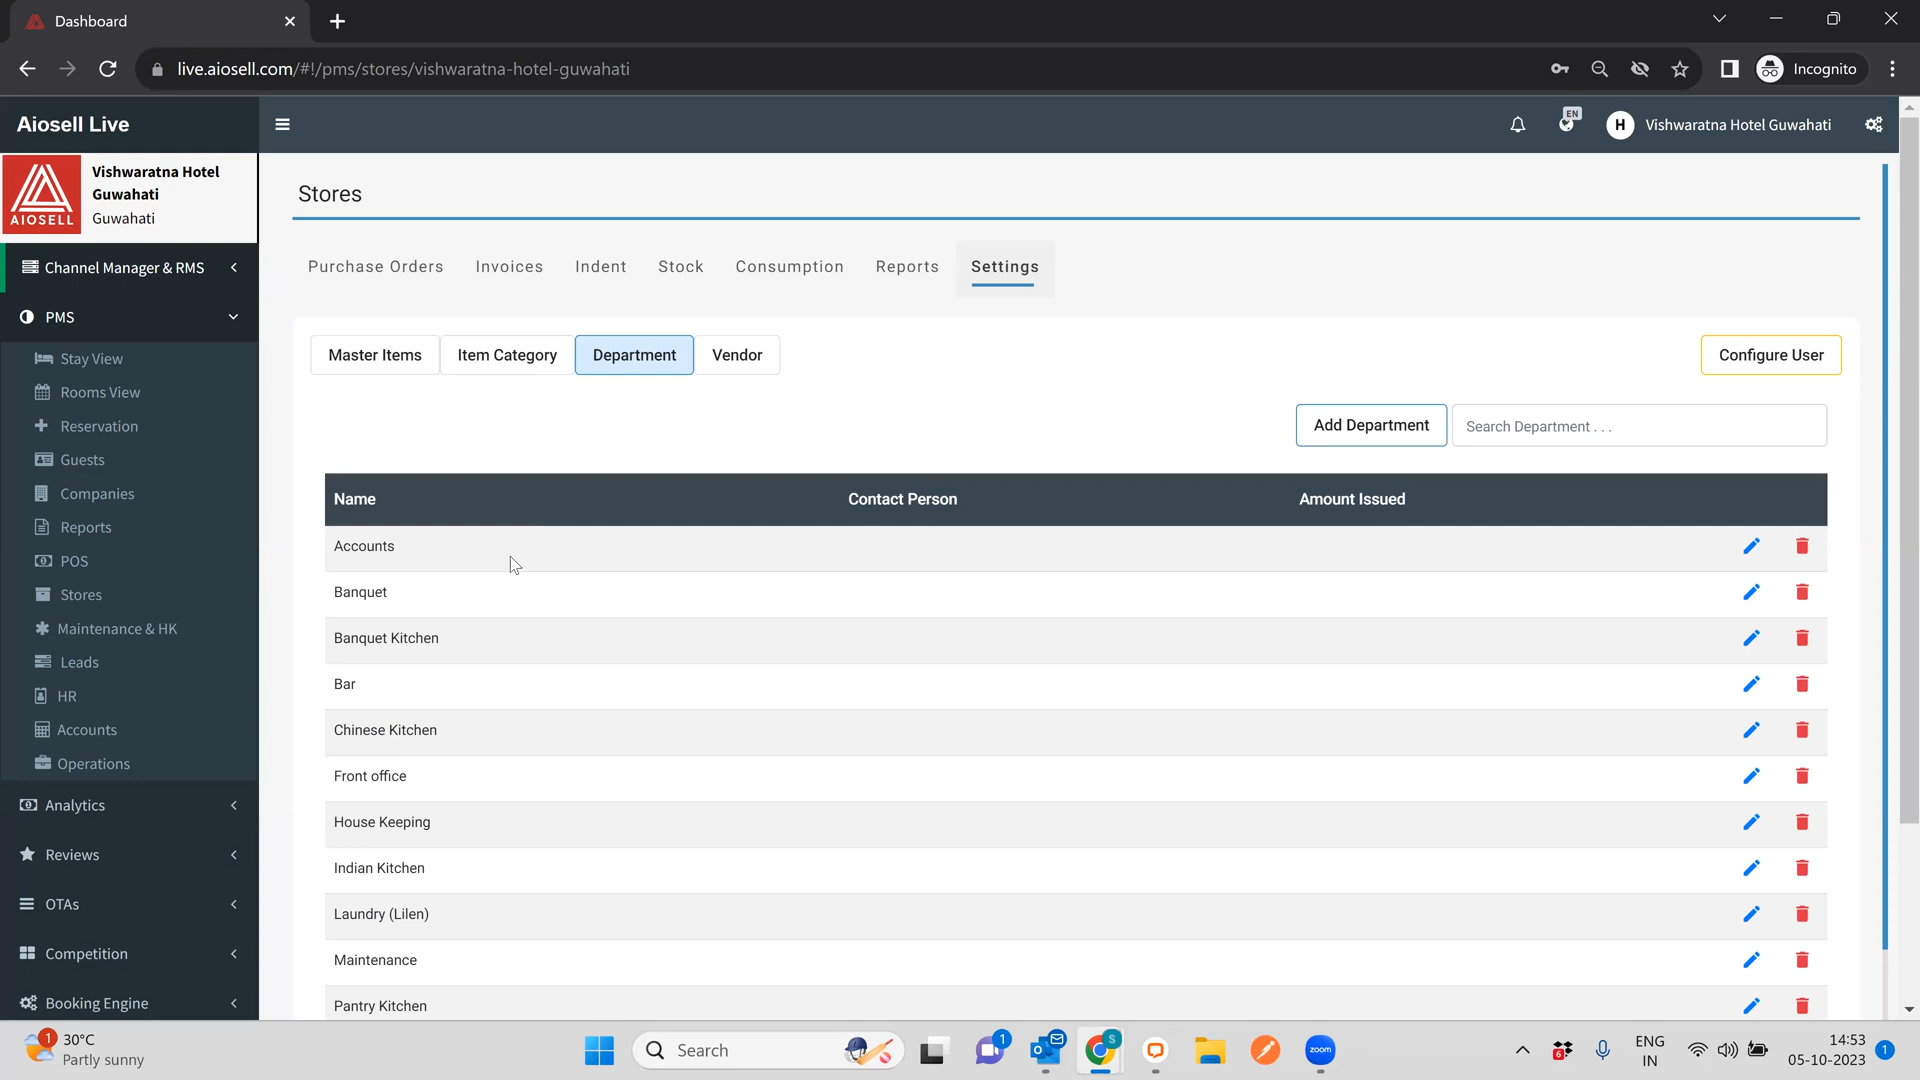 Dashboard
live.aiosell.com/#!/pms/stores/vishwaratna-hotel-guwahati
Incognito
Aiosell Live
EN
H
Vishwaratna Hotel Guwahati
AIOSELL
Vishwaratna Hotel
Guwahati
Guwahati
Channel Manager & RMS
PMS
Stay View
Rooms View
Reservation
Guests
Companies
Reports
POS
Stores
Maintenance & HK
Leads
HR
Accounts
Operations
Analytics
Reviews
OTAs
Competition
Booking Engine
Stores
Purchase Orders
Invoices
Indent
Stock
Consumption
Reports
Settings
Master Items
Item Category
Department
Vendor
Configure User
Add Department
Search Department . . .
Name
Contact Person
Amount Issued
Accounts
Banquet
Banquet Kitchen
Bar
Chinese Kitchen
Front office
House Keeping
Indian Kitchen
Laundry (Lilen)
Maintenance
Pantry Kitchen
1
30°C
Partly sunny
Search
1
S
zoom
6
ENG
IN
14:53
05-10-2023
1